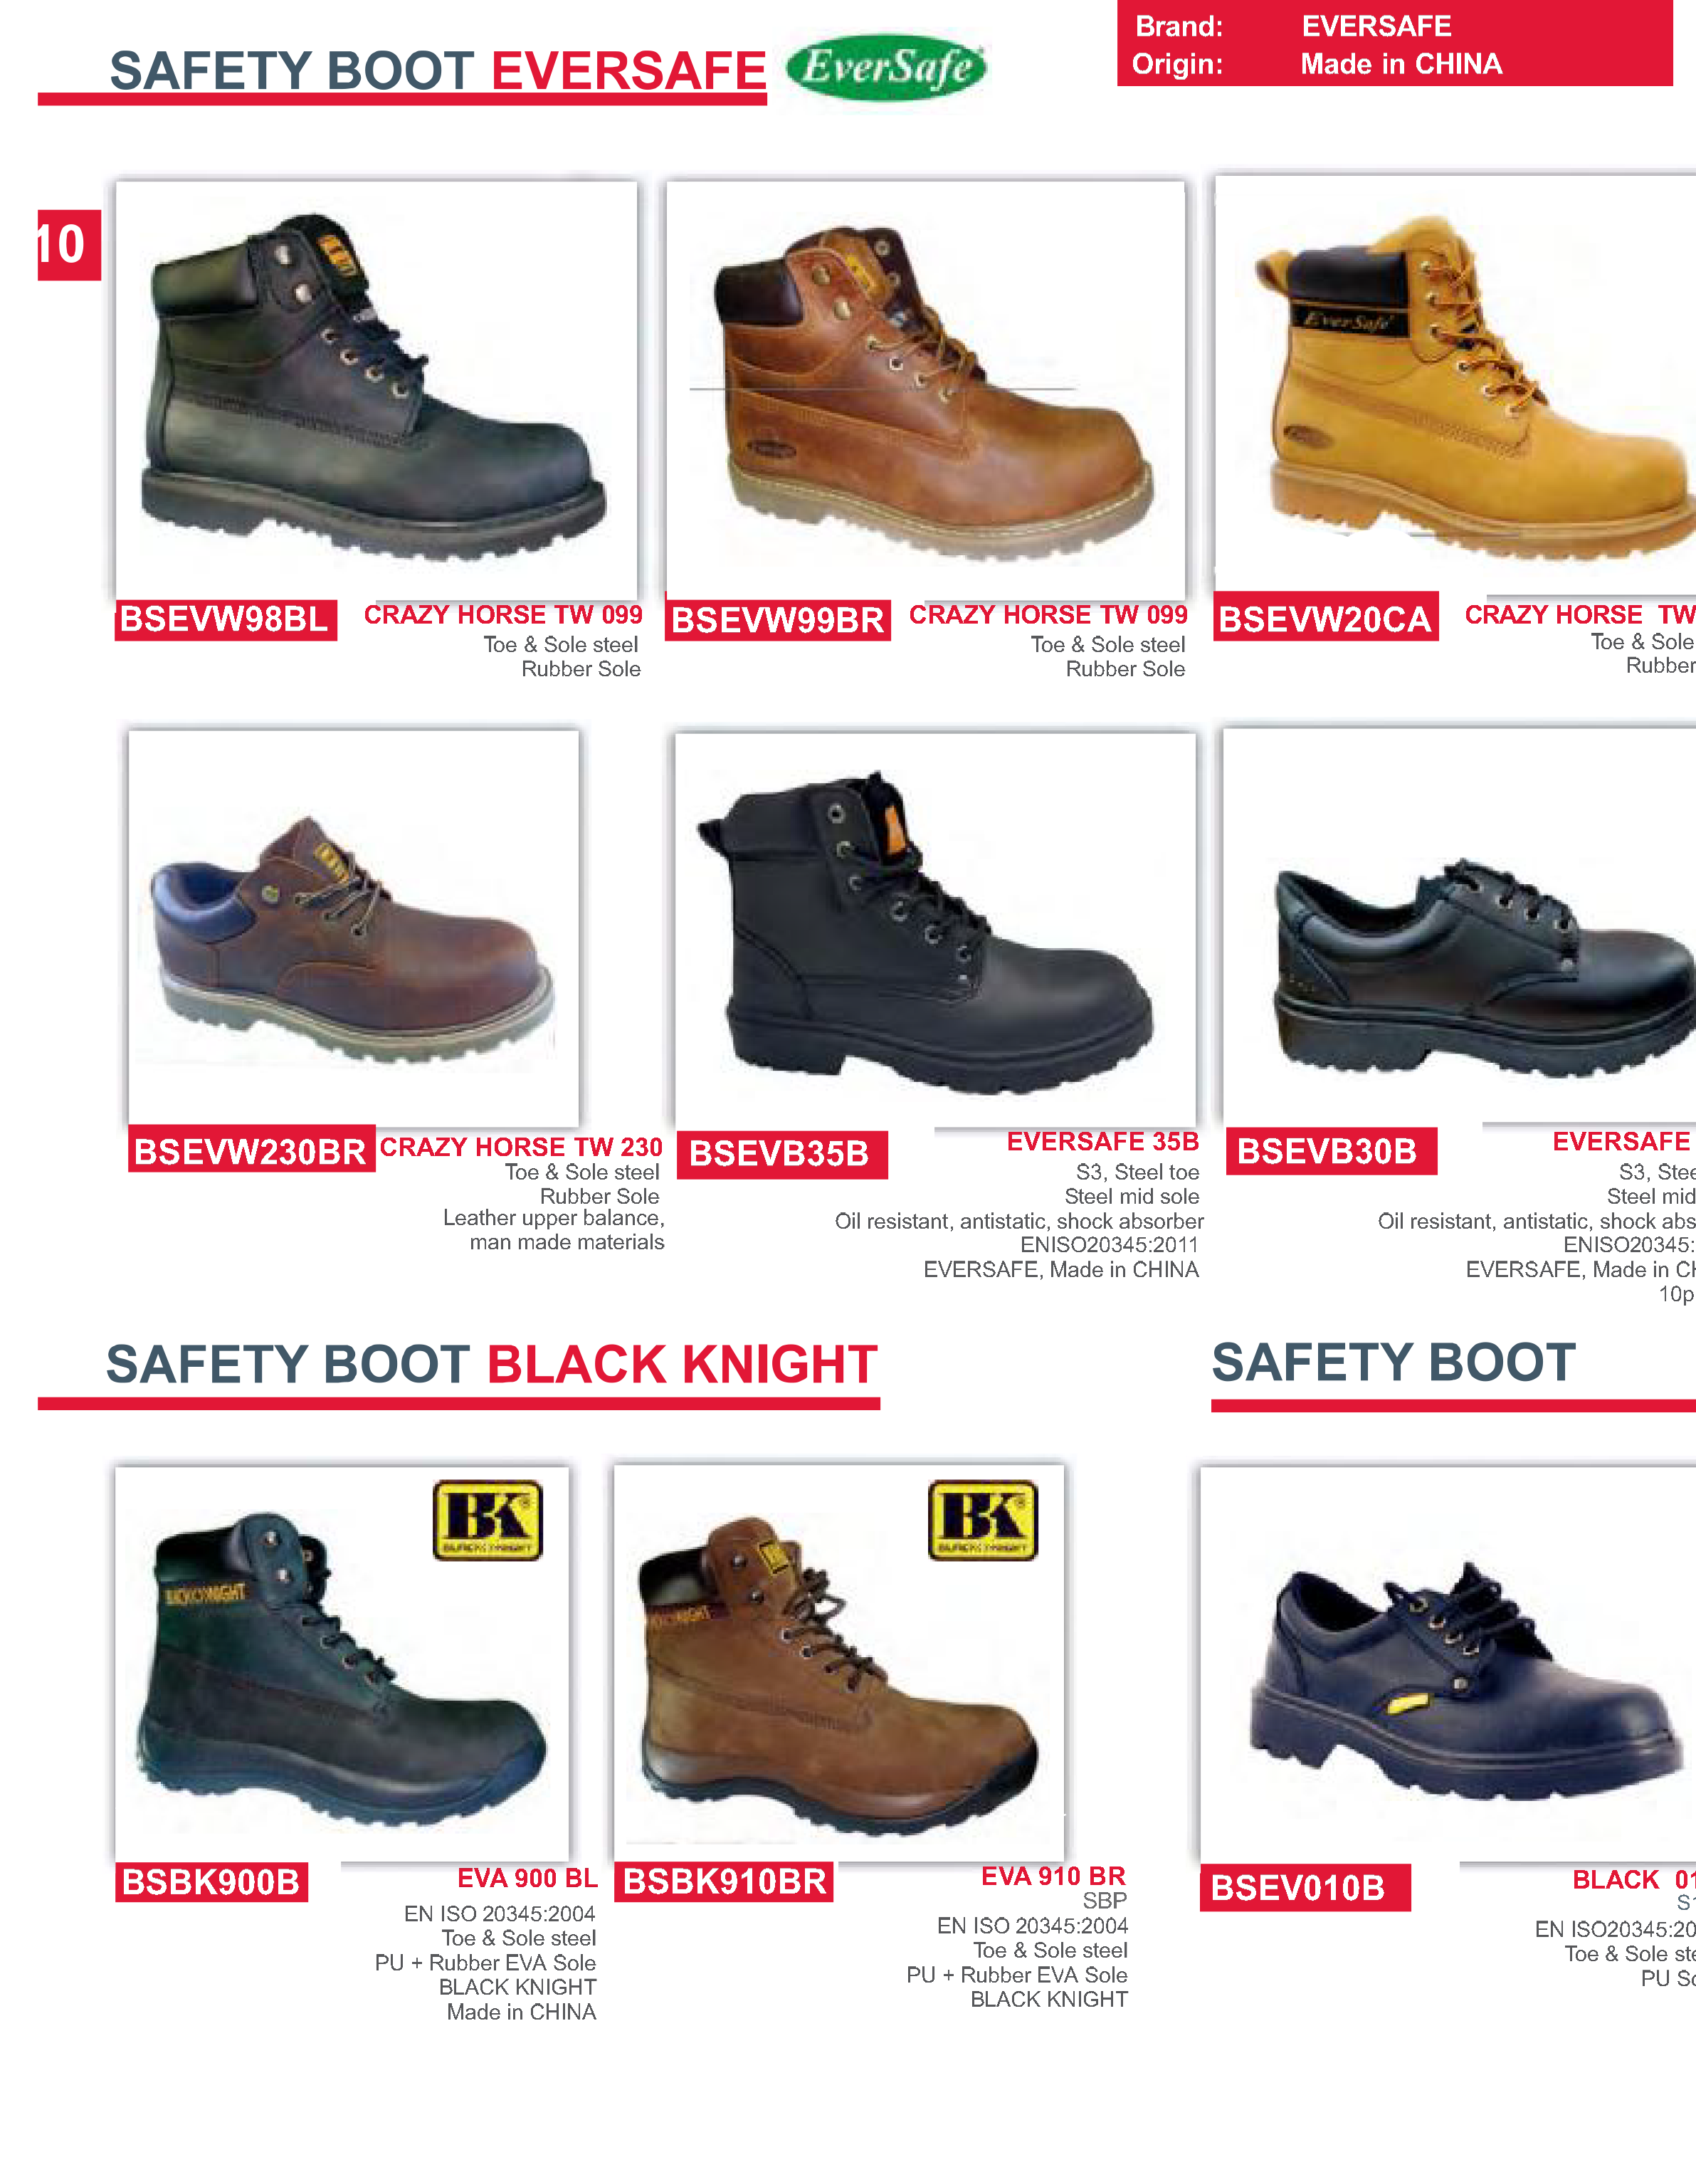 SAFETY BOOT EVERSAFE
EverSafe
Brand: EVERSAFE
Origin: Made in CHINA
10
EverSafe
BSEVW98BL
CRAZY HORSE TW 099
Toe & Sole steel
Rubber Sole
BSEVW99BR
CRAZY HORSE TW 099
Toe & Sole steel
Rubber Sole
BSEVW20CA
CRAZY HORSE TW
Toe & Sole
Rubber
BSEVW230BR
CRAZY HORSE TW 230
Toe & Sole steel
Rubber Sole
Leather upper balance,
man made materials
BSEVB35B
EVERSAFE 35B
S3, Steel toe
Steel mid sole
Oil resistant, antistatic, shock absorber
ENISO20345:2011
EVERSAFE, Made in CHINA
BSEVB30B
EVERSAFE
S3, Stee
Steel mid
Oil resistant, antistatic, shock abs
ENISO20345:
EVERSAFE, Made in CH
10p
SAFETY BOOT BLACK KNIGHT
SAFETY BOOT
BK
BLACK KNIGHT
BLACK KNIGHT
BK
BLACK KNIGHT
BSBK900B
EVA 900 BL
EN ISO 20345:2004
Toe & Sole steel
PU + Rubber EVA Sole
BLACK KNIGHT
Made in CHINA
BSBK910BR
EVA 910 BR
SBP
EN ISO 20345:2004
Toe & Sole steel
PU + Rubber EVA Sole
BLACK KNIGHT
BSEV010B
BLACK 01
S1
EN ISO20345:20
Toe & Sole ste
PU So